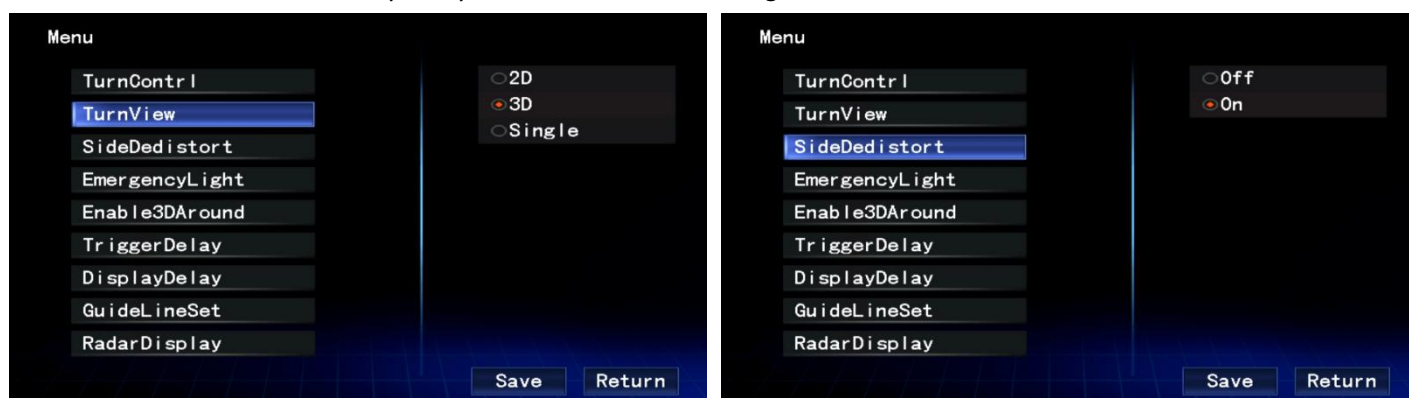 Menu
TurnContrl
TurnView
SideDedistort
EmergencyLight
Enable3DAround
TriggerDelay
DisplayDelay
GuideLineSet
RadarDisplay
2D
3D
Single
Save Return
Menu
TurnContrl
TurnView
SideDedistort
EmergencyLight
Enable3DAround
TriggerDelay
DisplayDelay
GuideLineSet
RadarDisplay
Off
On
Save Return